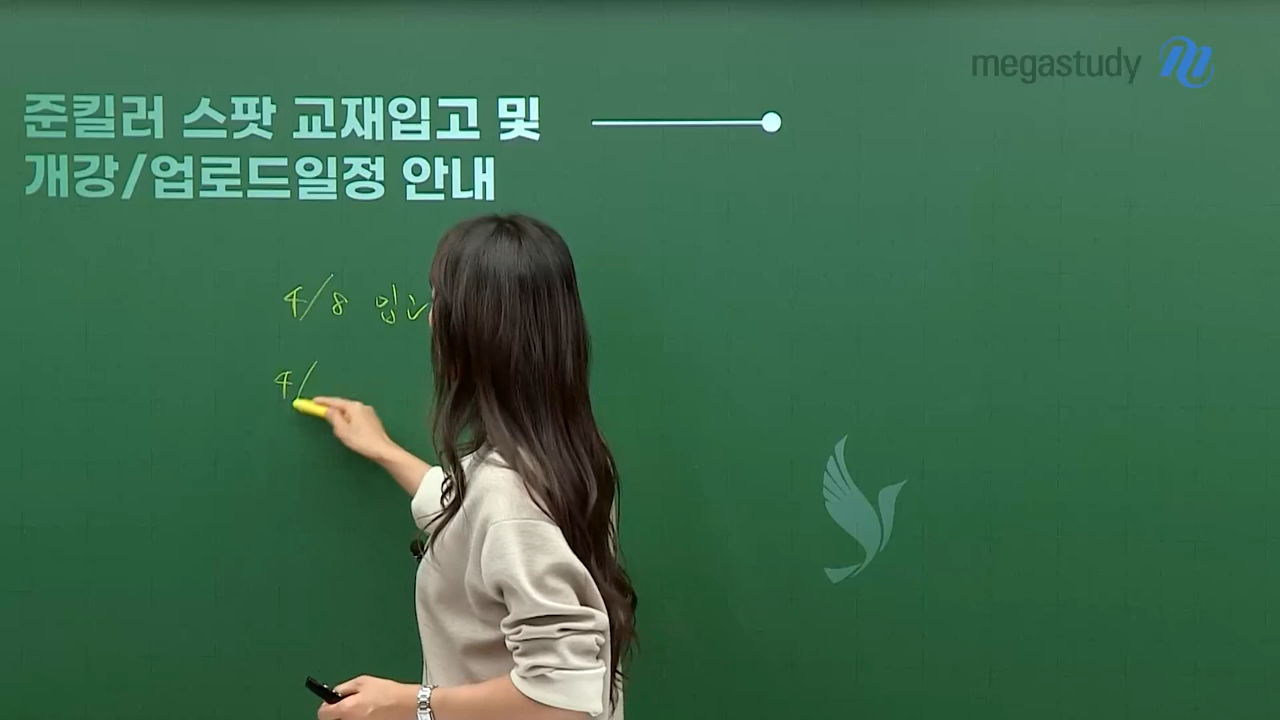 megastudy
준킬러 스팟 교재입고 및
개강/업로드일정 안내
4/8 입고
4/